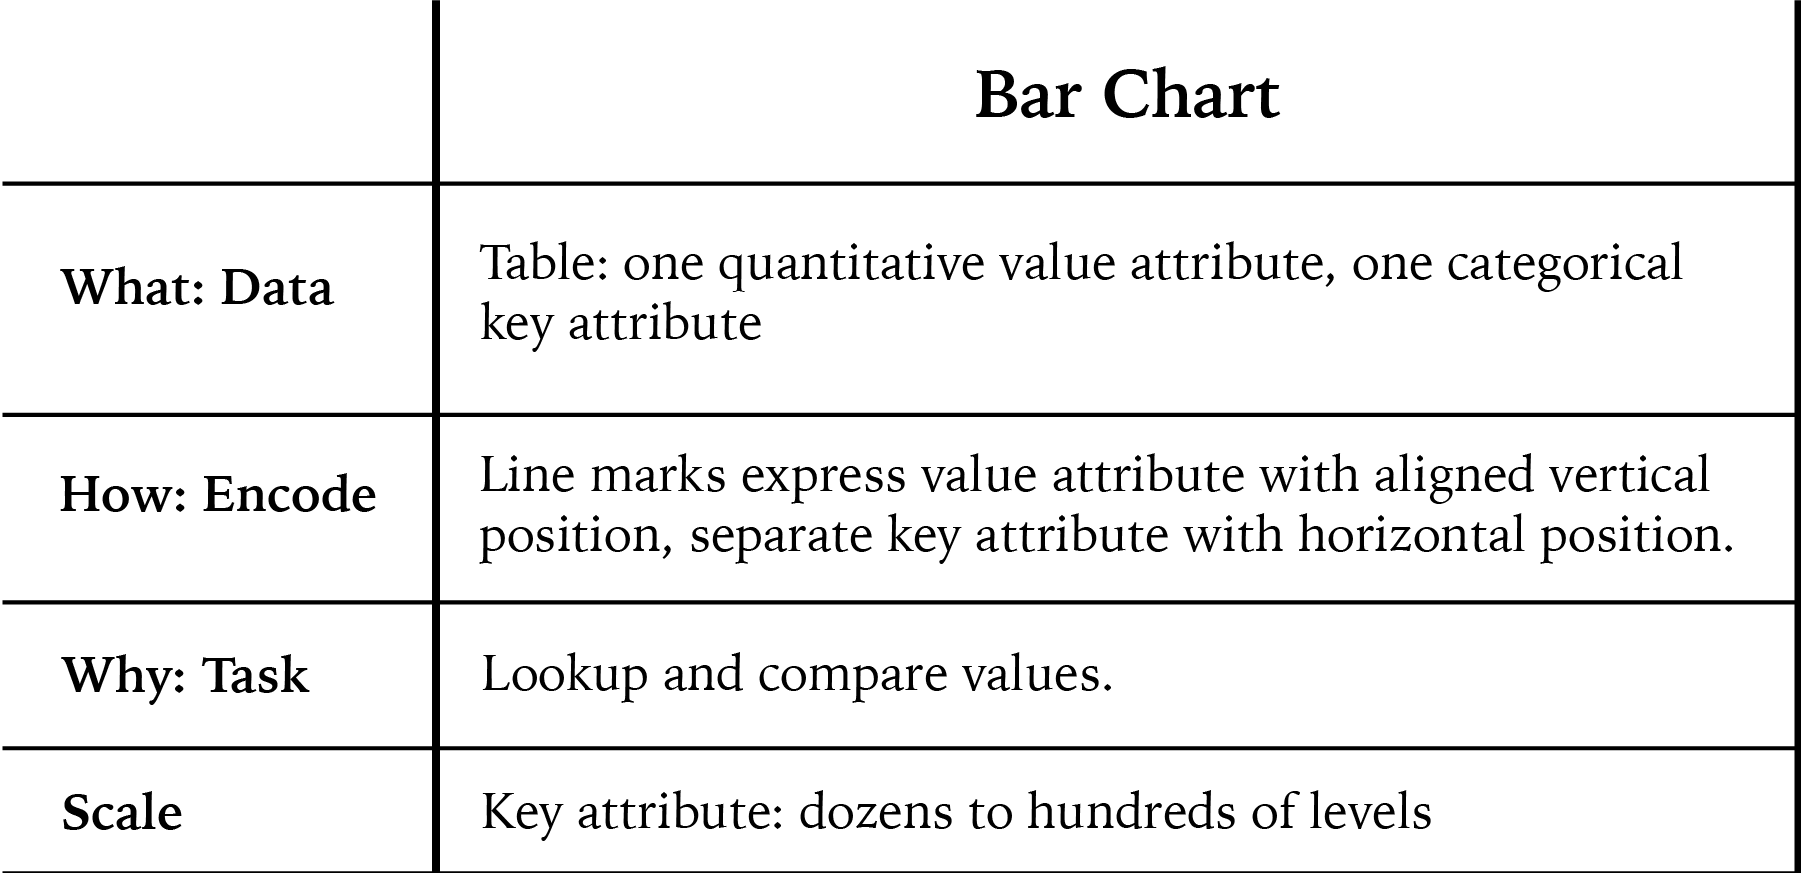 Bar Chart
What: Data
Table: one quantitative value attribute, one categorical
key attribute
How: Encode
Line marks express value attribute with aligned vertical
position, separate key attribute with horizontal position.
Why: Task
Lookup and compare values.
Scale
Key attribute: dozens to hundreds of levels